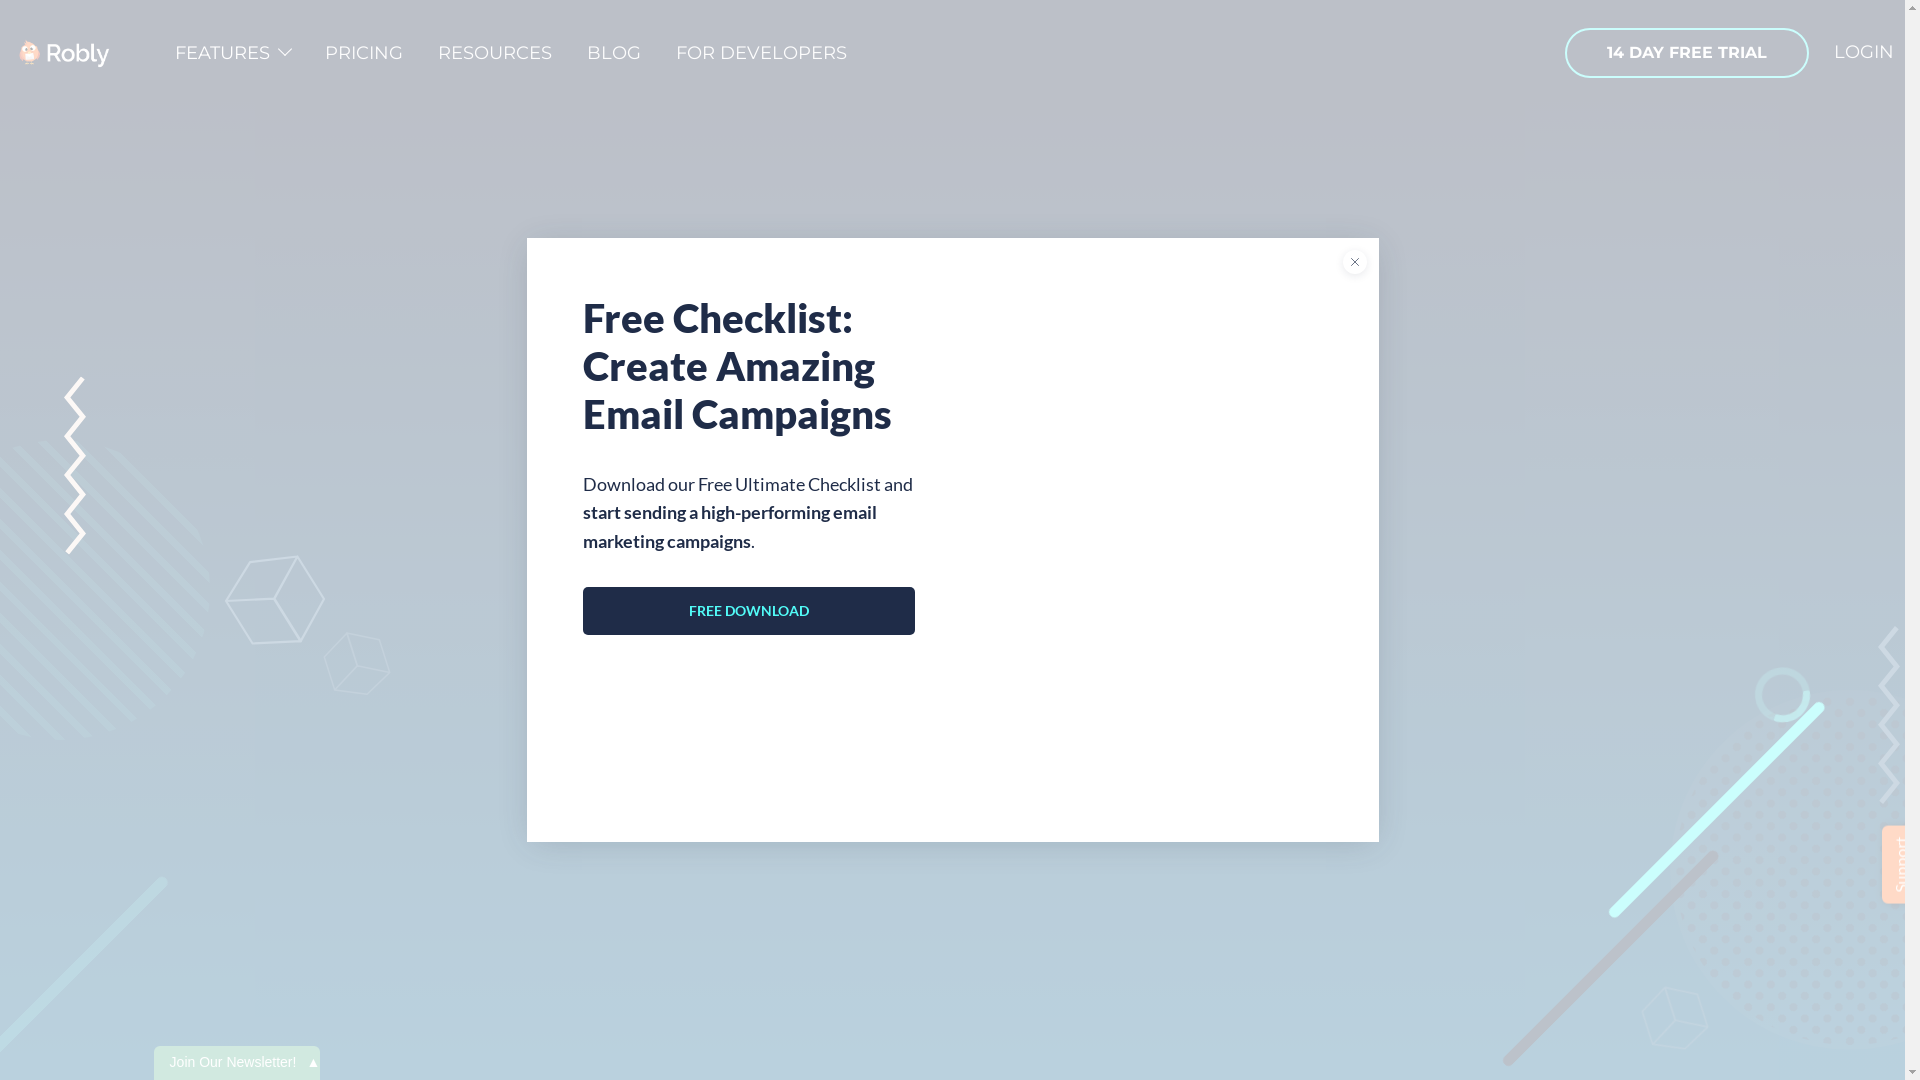 Robly
FEATURES
PRICING
RESOURCES
BLOG
FOR DEVELOPERS
14 DAY FREE TRIAL
LOGIN
Free Checklist:
Create Amazing
Email Campaigns
Download our Free Ultimate Checklist and
start sending a high-performing email
marketing campaigns.
FREE DOWNLOAD
Support
Join Our Newsletter! ▲